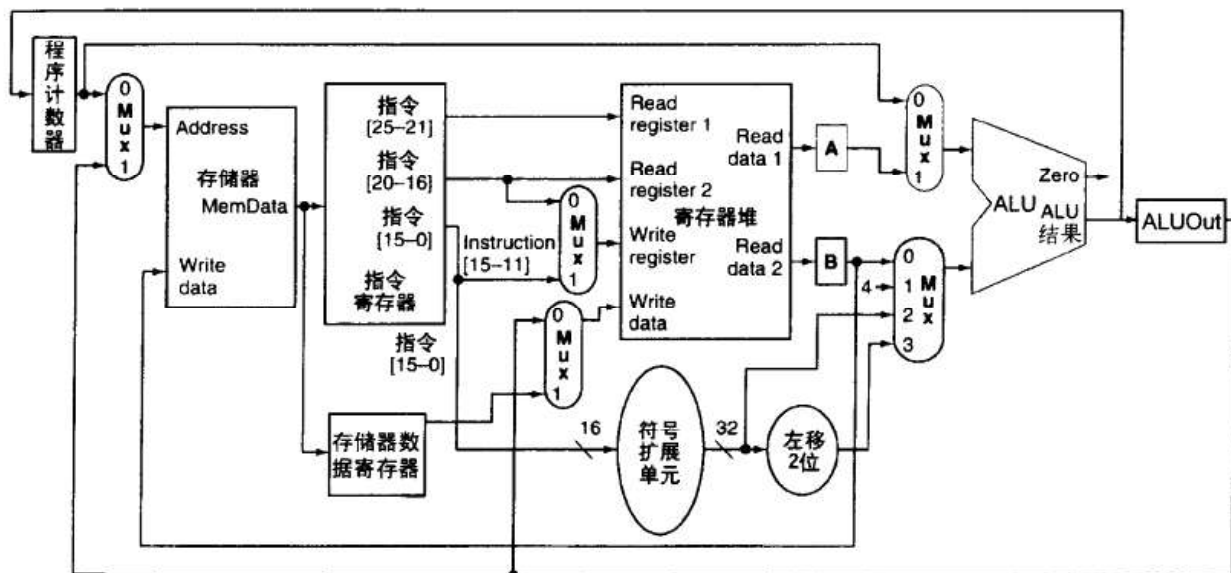 程序计数器
0
Mux
1
Address
存储器
MemData
Write
data
指令
[25–21]
指令
[20–16]
指令
[15–0]
指令
寄存器
指令
[15–0]
存储器数
据寄存器
Instruction
[15–11]
0
Mux
1
0
Mux
1
Read
register 1
Read
register 2
寄存器堆
Write
register
Write
data
Read
data 1
Read
data 2
16
符号
扩展
单元
32
左移
2位
A
B
4
0
Mux
1
0
1
2
3
Mux
Zero
ALU
ALU
结果
ALUOut